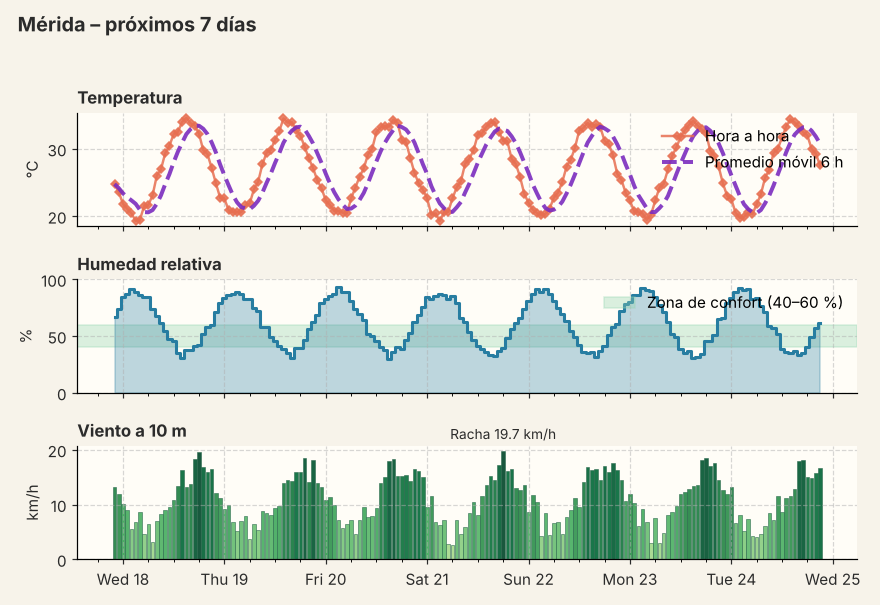 Mérida – próximos 7 días
Temperatura
30
20
°C
Hora a hora
Promedio móvil 6 h
Humedad relativa
100
50
0
%
Zona de confort (40–60 %)
Viento a 10 m
Racha 19.7 km/h
20
10
0
km/h
Wed 18 Thu 19 Fri 20 Sat 21 Sun 22 Mon 23 Tue 24 Wed 25